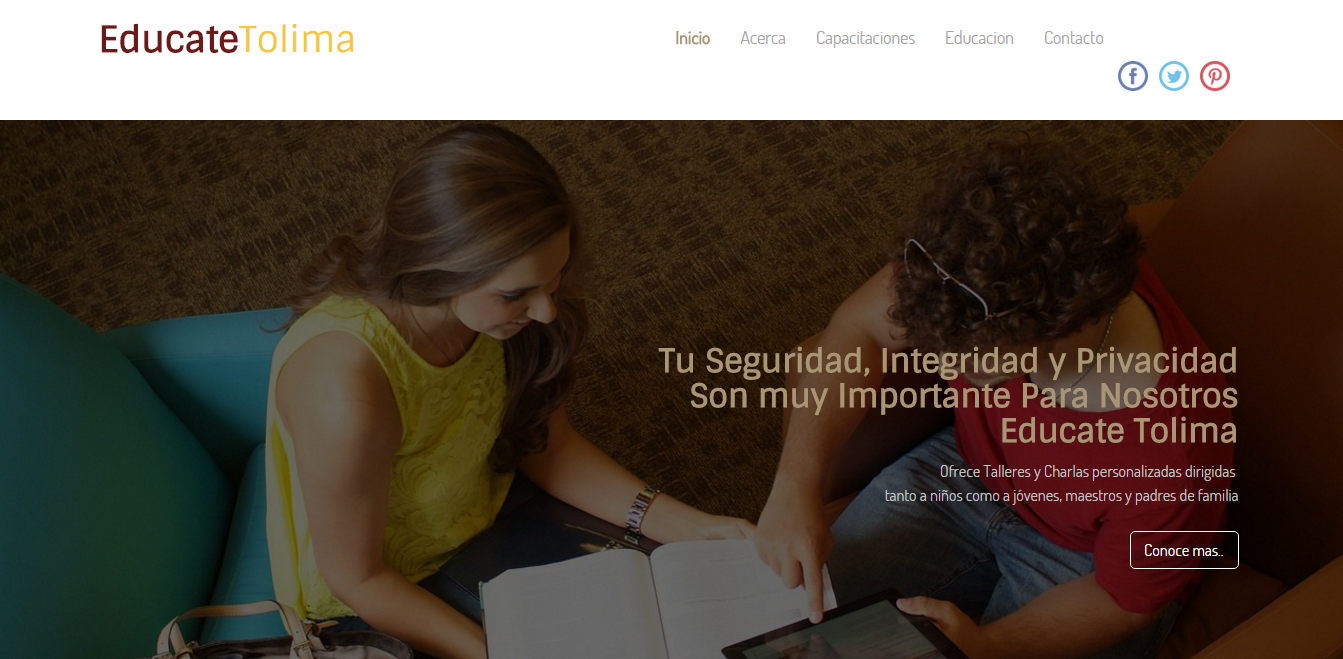 EducateTolima
Inicio Acerca Capacitaciones Educacion Contacto
Tu Seguridad, Integridad y Privacidad
Son muy Importante Para Nosotros
Educate Tolima
Ofrece Talleres y Charlas personalizadas dirigidas
tanto a niños como a jóvenes, maestros y padres de familia
Conoce mas..